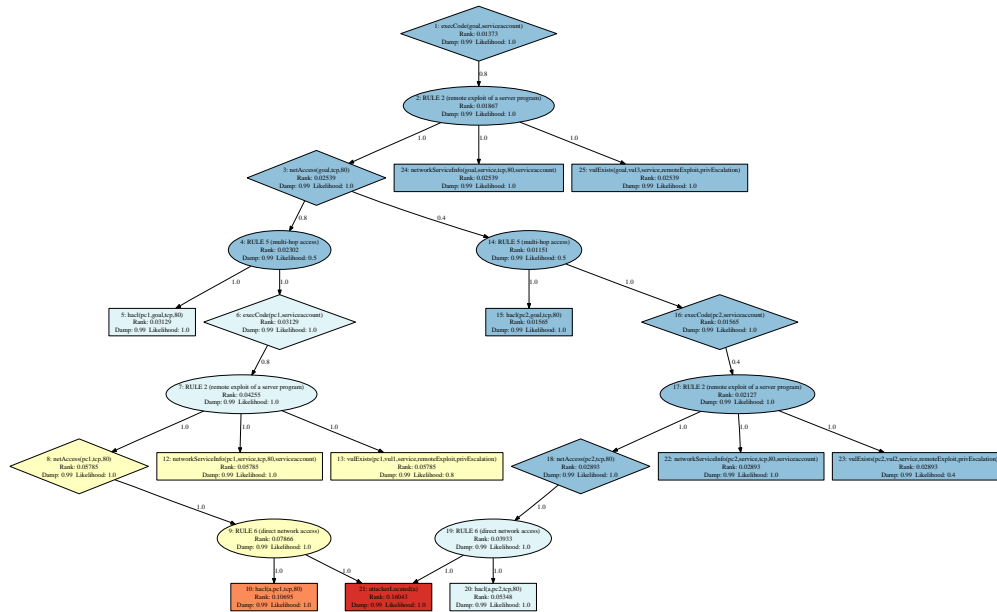 1: execCode(goal,serviceaccount)
Rank: 0.01373
Damp: 0.99 Likelihood: 1.0
0.8
2: RULE 2 (remote exploit of a server program)
Rank: 0.01867
Damp: 0.99 Likelihood: 1.0
1.0
1.0
1.0
3: netAccess(goal,tcp,80)
Rank: 0.02539
Damp: 0.99 Likelihood: 1.0
24: networkServiceInfo(goal,service,tcp,80,serviceaccount)
Rank: 0.02539
Damp: 0.99 Likelihood: 1.0
25: vulExists(goal,vul3,service,remoteExploit,privEscalation)
Rank: 0.02539
Damp: 0.99 Likelihood: 1.0
0.8
0.4
4: RULE 5 (multi-hop access)
Rank: 0.02302
Damp: 0.99 Likelihood: 0.5
14: RULE 5 (multi-hop access)
Rank: 0.01151
Damp: 0.99 Likelihood: 0.5
1.0
1.0
1.0
1.0
5: hacl(pc1,goal,tcp,80)
Rank: 0.03129
Damp: 0.99 Likelihood: 1.0
6: execCode(pc1,serviceaccount)
Rank: 0.03129
Damp: 0.99 Likelihood: 1.0
15: hacl(pc2,goal,tcp,80)
Rank: 0.01565
Damp: 0.99 Likelihood: 1.0
16: execCode(pc2,serviceaccount)
Rank: 0.01565
Damp: 0.99 Likelihood: 1.0
0.8
0.4
7: RULE 2 (remote exploit of a server program)
Rank: 0.04255
Damp: 0.99 Likelihood: 1.0
17: RULE 2 (remote exploit of a server program)
Rank: 0.02127
Damp: 0.99 Likelihood: 1.0
1.0
1.0
1.0
1.0
1.0
1.0
8: netAccess(pc1,tcp,80)
Rank: 0.05785
Damp: 0.99 Likelihood: 1.0
12: networkServiceInfo(pc1,service,tcp,80,serviceaccount)
Rank: 0.05785
Damp: 0.99 Likelihood: 1.0
13: vulExists(pc1,vul1,service,remoteExploit,privEscalation)
Rank: 0.05785
Damp: 0.99 Likelihood: 0.8
18: netAccess(pc2,tcp,80)
Rank: 0.02893
Damp: 0.99 Likelihood: 1.0
22: networkServiceInfo(pc2,service,tcp,80,serviceaccount)
Rank: 0.02893
Damp: 0.99 Likelihood: 1.0
23: vulExists(pc2,vul2,service,remoteExploit,privEscalation)
Rank: 0.02893
Damp: 0.99 Likelihood: 0.4
1.0
1.0
9: RULE 6 (direct network access)
Rank: 0.07866
Damp: 0.99 Likelihood: 1.0
19: RULE 6 (direct network access)
Rank: 0.03933
Damp: 0.99 Likelihood: 1.0
1.0
1.0
1.0
1.0
10: hacl(a,pc1,tcp,80)
Rank: 0.10695
Damp: 0.99 Likelihood: 1.0
21: attackerLocated(a)
Rank: 0.16043
Damp: 0.99 Likelihood: 1.0
20: hacl(a,pc2,tcp,80)
Rank: 0.05348
Damp: 0.99 Likelihood: 1.0